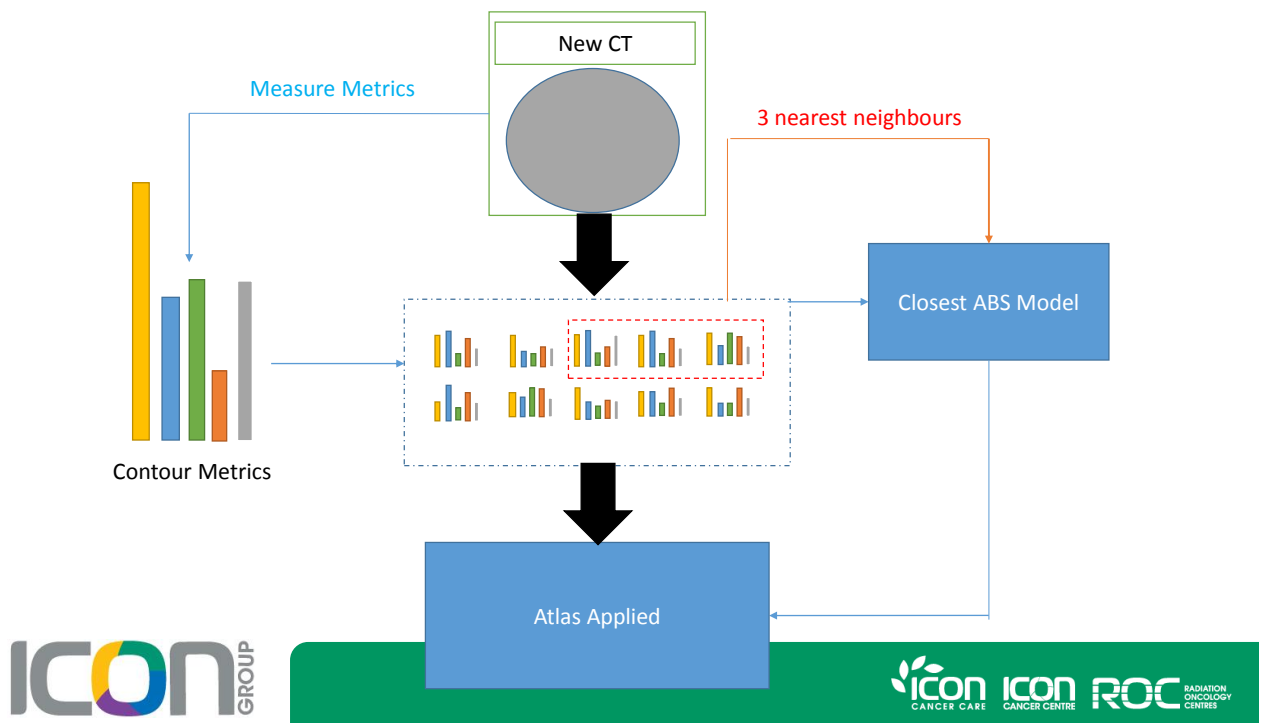 New CT
Measure Metrics
3 nearest neighbours
Closest ABS Model
Contour Metrics
Atlas Applied
ICON GROUP
icon
CANCER CARE
ICON
CANCER CENTRE
ROC
RADIATION
ONCOLOGY
CENTRES